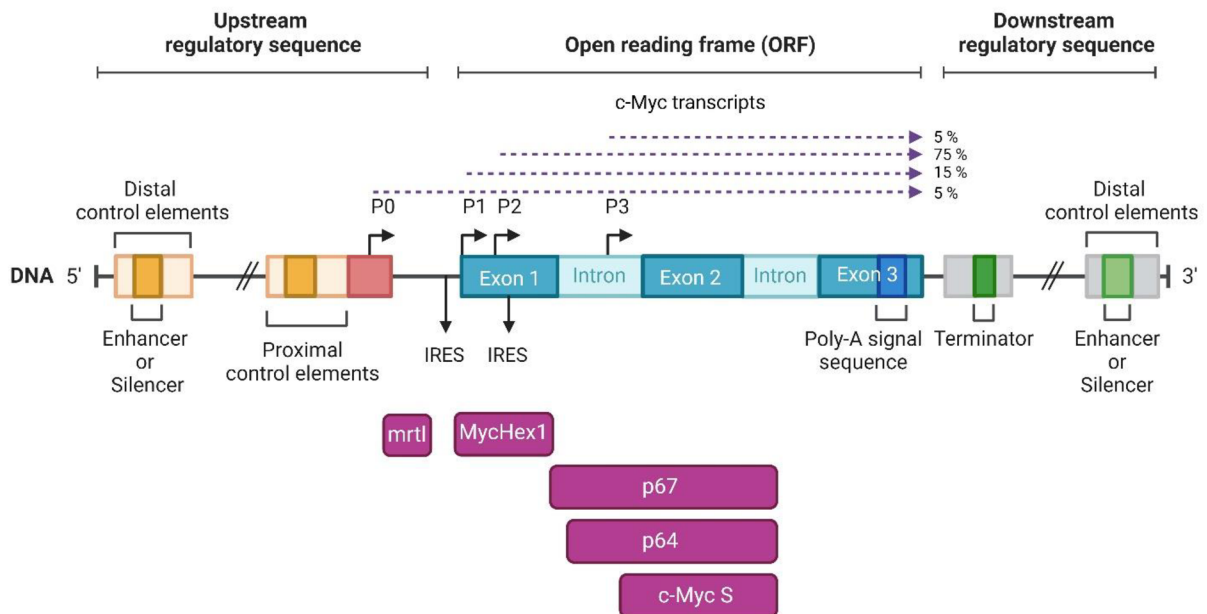 Upstream
regulatory sequence
Open reading frame (ORF)
Downstream
regulatory sequence
c-Myc transcripts
5 %
75 %
15 %
5 %
Distal
control elements
P0
P1
P2
P3
Distal
control elements
DNA 5'
Exon 1
Intron
Exon 2
Intron
Exon 3
3'
Enhancer
or
Silencer
Proximal
control elements
IRES
IRES
Poly-A signal
sequence
Terminator
Enhancer
or
Silencer
mrtl
MycHex1
p67
p64
c-Myc S